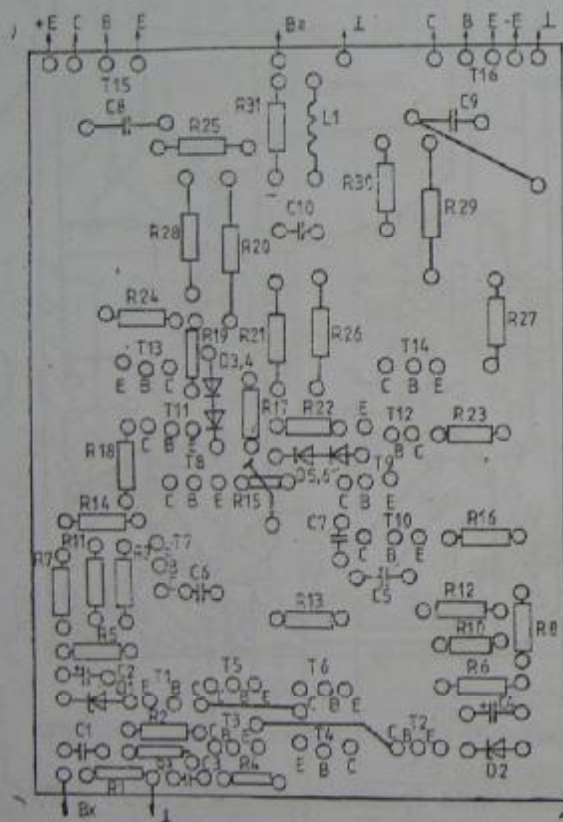 +E C B E Bx ⊥ C B E -E ⊥
T15 T16
C8 R31 L1 C9
R25
R30
R29
R28 R20 C10
R24 R19 R21 R26 R27
T13 D3,4 T14
E B C C B E
R17 R22 E T12 R23
C T11 B C
R18 T8 D5,6 T9
C B E R15 C B E
R14 C7 T10 R16
C B E
R7 R11 T7
C6 C5
R13 R12
R10 R8
R5 R6
C2 T1 T5 T6
D1 E B C B E C B E
R2 T3 T4 T2
C1 C B E E B C C B E D2
R1 C3 R4
Bx ⊥